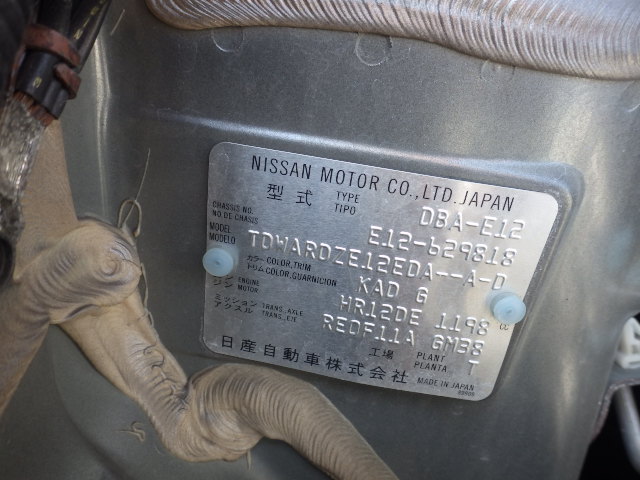 NISSAN MOTOR CO., LTD. JAPAN
型式 TYPE TIPO DBA-E12
CHASSIS NO. NO DE CHASIS E12-629818
MODEL MODELO TDWARDZE12EDA--A-D
カラー COLOR, TRIM トリム COLOR, GUARNICION KAD G
エンジン ENGINE MOTOR HR12DE 1198 cc
ミッション TRANS., AXLE アクスル TRANS., EJE RE0F11A GM38
工場 PLANT PLANTA T
日産自動車株式会社 MADE IN JAPAN